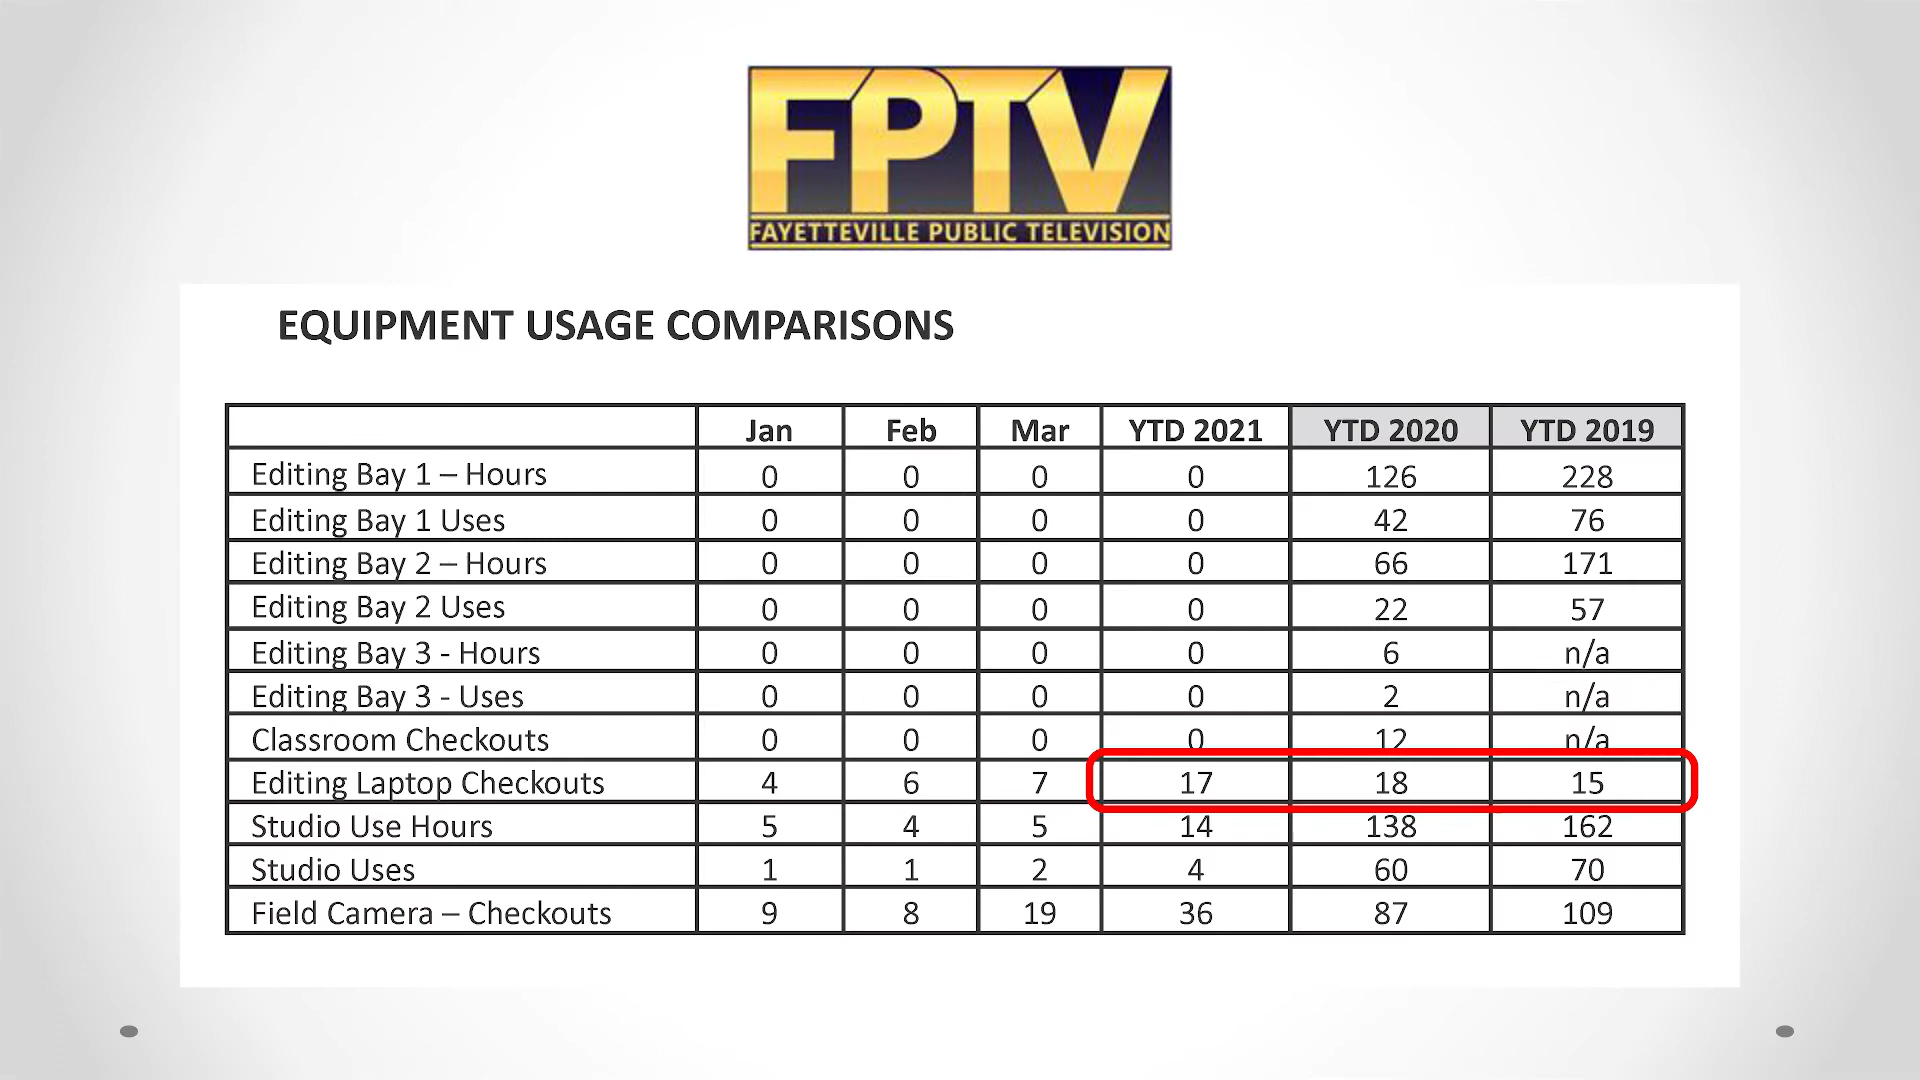 FPTV
FAYETTEVILLE PUBLIC TELEVISION
EQUIPMENT USAGE COMPARISONS
Jan Feb Mar YTD 2021 YTD 2020 YTD 2019
Editing Bay 1 – Hours 0 0 0 0 126 228
Editing Bay 1 Uses 0 0 0 0 42 76
Editing Bay 2 – Hours 0 0 0 0 66 171
Editing Bay 2 Uses 0 0 0 0 22 57
Editing Bay 3 - Hours 0 0 0 0 6 n/a
Editing Bay 3 - Uses 0 0 0 0 2 n/a
Classroom Checkouts 0 0 0 0 12 n/a
Editing Laptop Checkouts 4 6 7 17 18 15
Studio Use Hours 5 4 5 14 138 162
Studio Uses 1 1 2 4 60 70
Field Camera – Checkouts 9 8 19 36 87 109